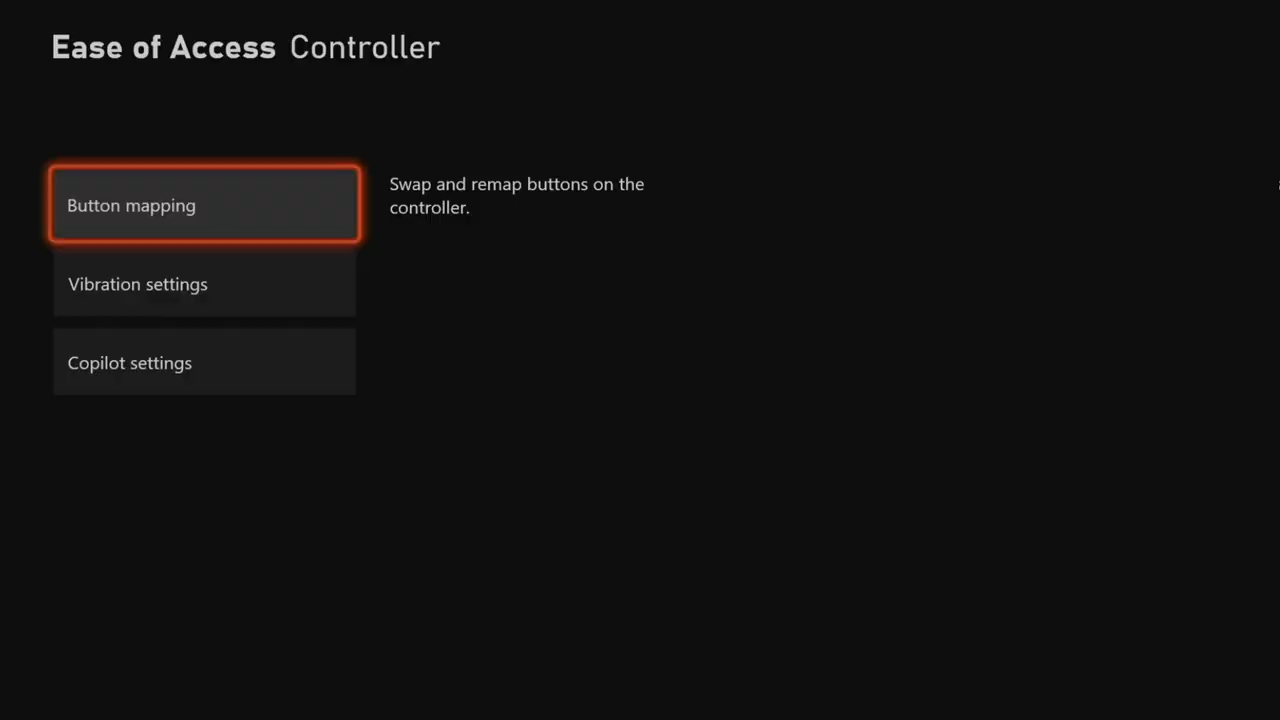 Ease of Access Controller
Button mapping
Swap and remap buttons on the
controller.
Vibration settings
Copilot settings